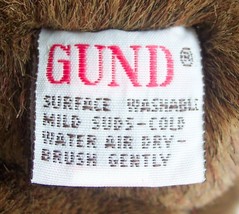 GUND®
SURFACE WASHABLE
MILD SUDS-COLD
WATER AIR DRY-
BRUSH GENTLY